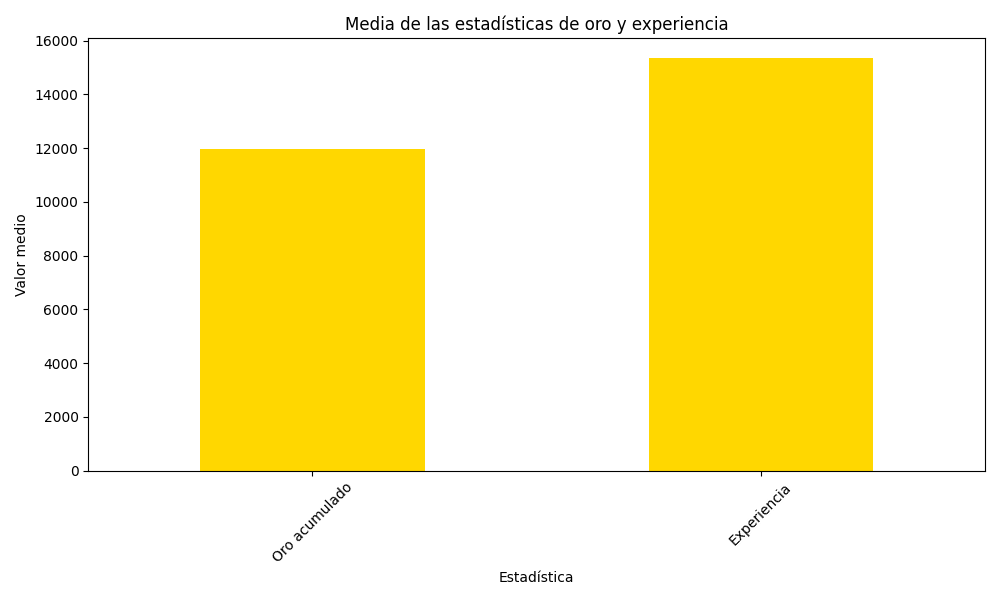 Media de las estadísticas de oro y experiencia
16000
14000
12000
10000
8000
6000
4000
2000
0
Valor medio
Oro acumulado
Experiencia
Estadística